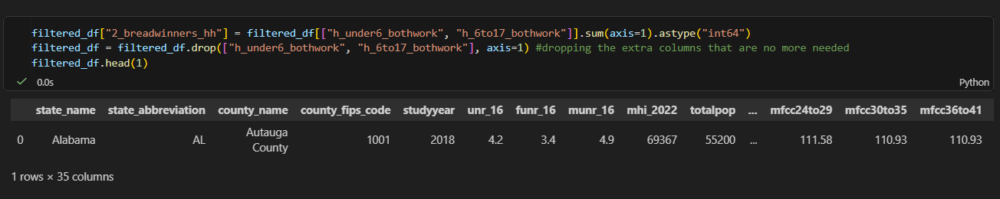 filtered_df["2_breadwinners_hh"] = filtered_df[["h_under6_bothwork", "h_6to17_bothwork"]].sum(axis=1).astype("int64")
filtered_df = filtered_df.drop(["h_under6_bothwork", "h_6to17_bothwork"], axis=1) #dropping the extra columns that are no more needed
filtered_df.head(1)
0.0s Python
state_name state_abbreviation county_name county_fips_code studyyear unr_16 funr_16 munr_16 mhi_2022 totalpop ... mfcc24to29 mfcc30to35 mfcc36to41
0 Alabama AL Autauga County 1001 2018 4.2 3.4 4.9 69367 55200 ... 111.58 110.93 110.93
1 rows × 35 columns